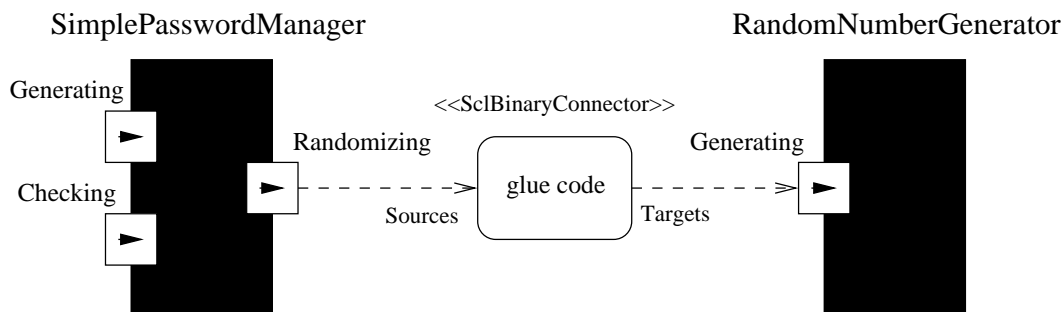 SimplePasswordManager
RandomNumberGenerator
Generating
<<SclBinaryConnector>>
Randomizing
Generating
Checking
glue code
Sources
Targets